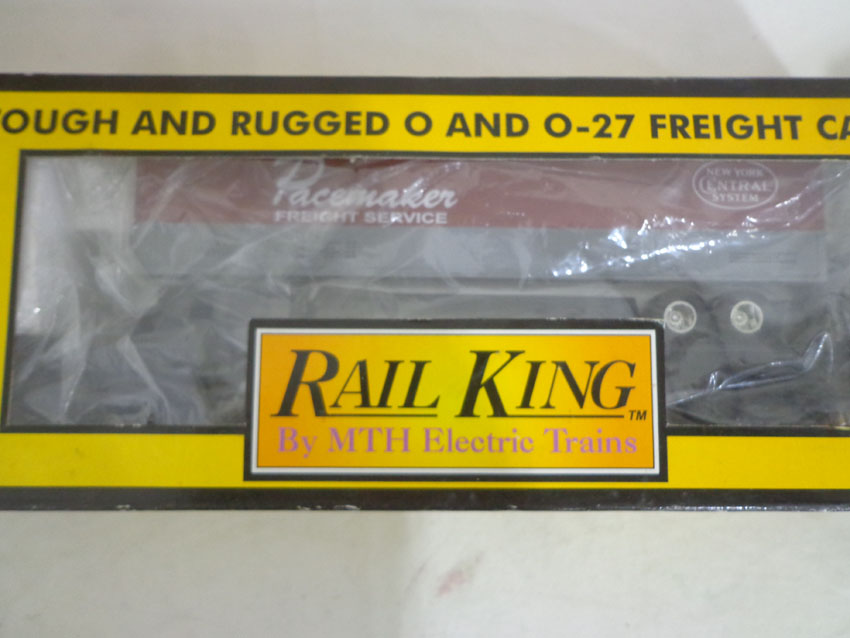 OUGH AND RUGGED O AND O-27 FREIGHT CA
Pacemaker
FREIGHT SERVICE
NEW YORK
CENTRAL
SYSTEM
RAIL KING TM
By MTH Electric Trains